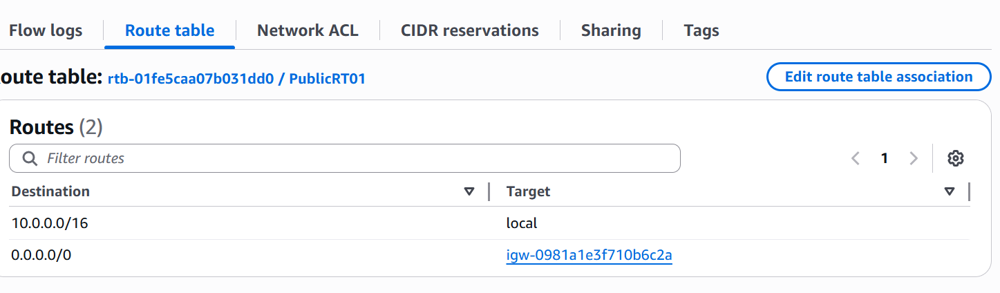 Flow logs Route table Network ACL CIDR reservations Sharing Tags
oute table: rtb-01fe5caa07b031dd0 / PublicRT01 Edit route table association
Routes (2)
Filter routes 1
Destination Target
10.0.0.0/16 local
0.0.0.0/0 igw-0981a1e3f710b6c2a